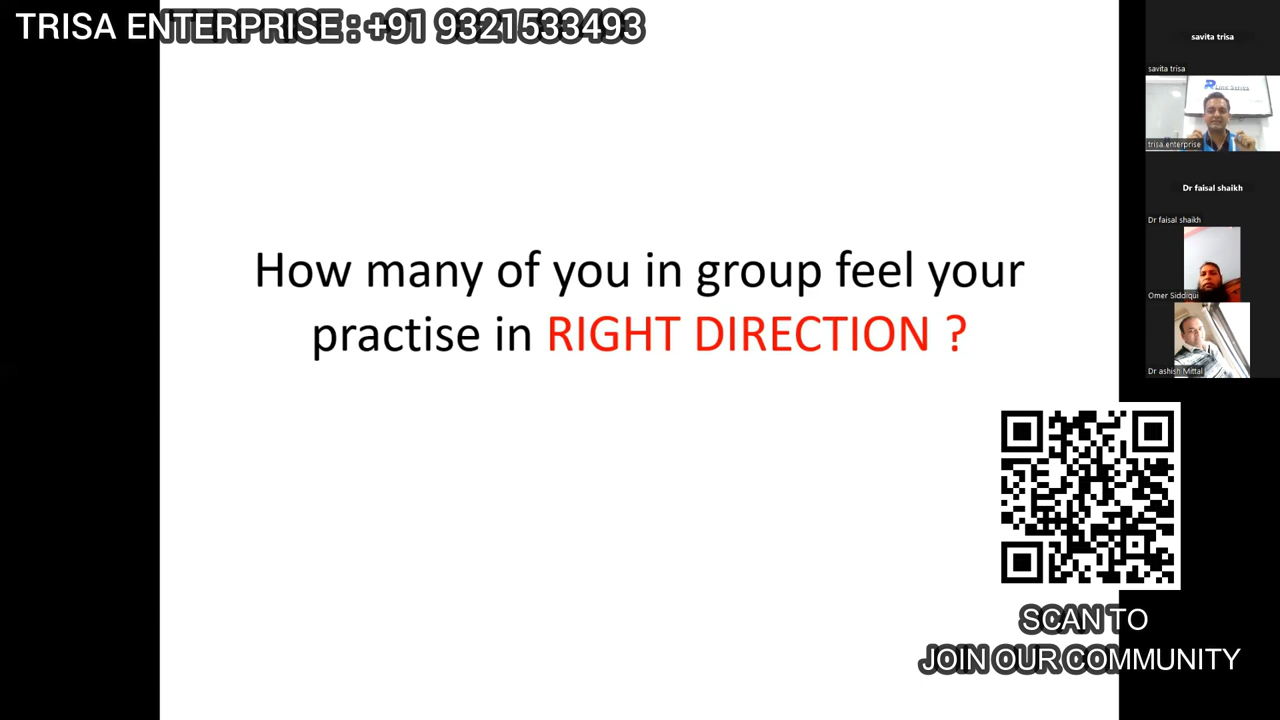 TRISA ENTERPRISE : +91 9321533493
How many of you in group feel your
practise in RIGHT DIRECTION ?
savita trisa
savita trisa
trisa.enterprise
Dr faisal shaikh
Dr faisal shaikh
Omer Siddiqui
Dr ashish Mittal
SCAN TO
JOIN OUR COMMUNITY